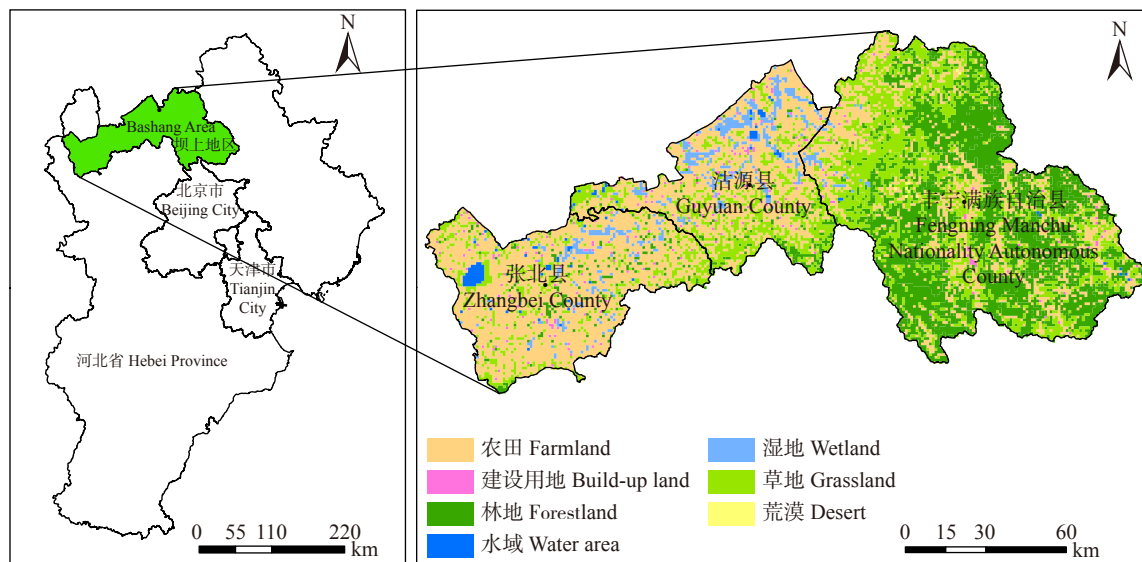 N
Bashang Area
坝上地区
北京市
Beijing City
天津市
Tianjin
City
河北省 Hebei Province
0 55 110 220
km
N
沽源县
Guyuan County
丰宁满族自治县
Fengning Manchu
Nationality Autonomous
County
张北县
Zhangbei County
农田 Farmland
建设用地 Build-up land
林地 Forestland
水域 Water area
湿地 Wetland
草地 Grassland
荒漠 Desert
0 15 30 60
km